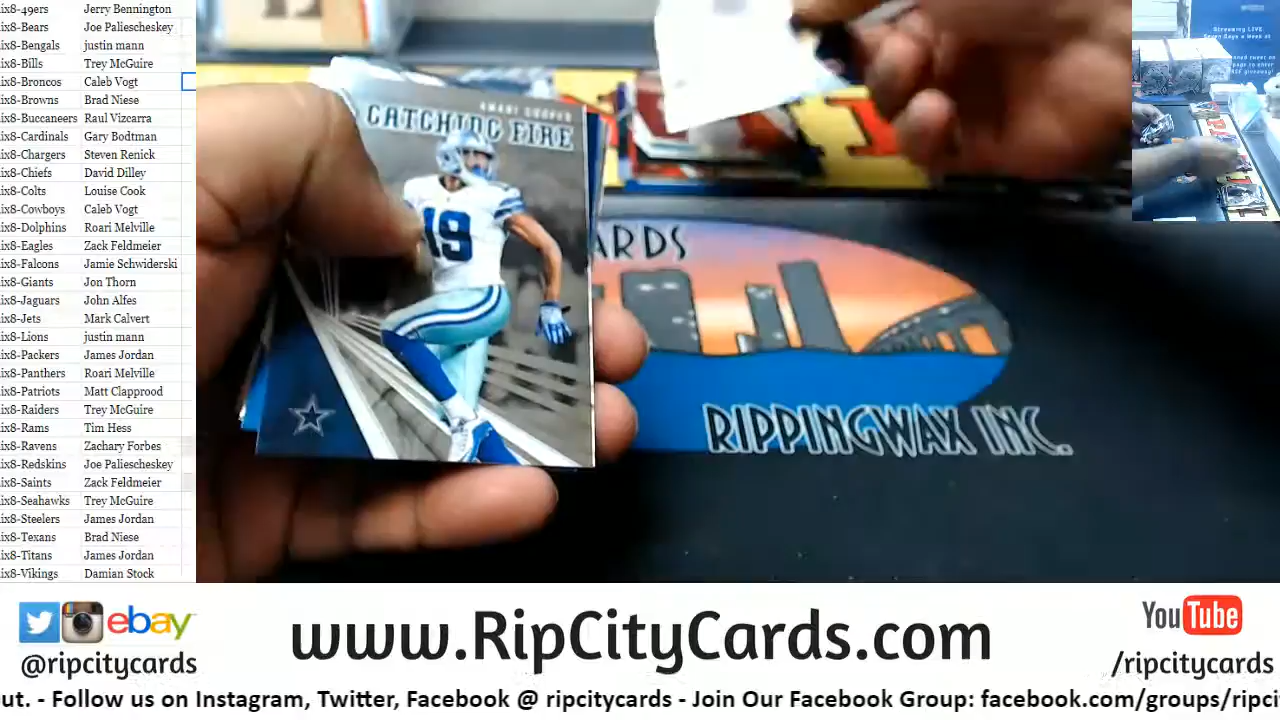 ix8-49ers Jerry Bennington
ix8-Bears Joe Paliescheskey
ix8-Bengals justin mann
ix8-Bills Trey McGuire
ix8-Broncos Caleb Vogt
ix8-Browns Brad Niese
ix8-Buccaneers Raul Vizcarra
ix8-Cardinals Gary Bodtman
ix8-Chargers Steven Renick
ix8-Chiefs David Dilley
ix8-Colts Louise Cook
ix8-Cowboys Caleb Vogt
ix8-Dolphins Roari Melville
ix8-Eagles Zack Feldmeier
ix8-Falcons Jamie Schwiderski
ix8-Giants Jon Thorn
ix8-Jaguars John Alfes
ix8-Jets Mark Calvert
ix8-Lions justin mann
ix8-Packers James Jordan
ix8-Panthers Roari Melville
ix8-Patriots Matt Clapprood
ix8-Raiders Trey McGuire
ix8-Rams Tim Hess
ix8-Ravens Zachary Forbes
ix8-Redskins Joe Paliescheskey
ix8-Saints Zack Feldmeier
ix8-Seahawks Trey McGuire
ix8-Steelers James Jordan
ix8-Texans Brad Niese
ix8-Titans James Jordan
ix8-Vikings Damian Stock
AMARI COOPER
CATCHING FIRE
19
ARDS
RIPPINGWAX INC.
Streaming LIVE
Seven Days a Week at
ebay
@ripcitycards
www.RipCityCards.com
YouTube
/ripcitycards
out. - Follow us on Instagram, Twitter, Facebook @ ripcitycards - Join Our Facebook Group: facebook.com/groups/ripci